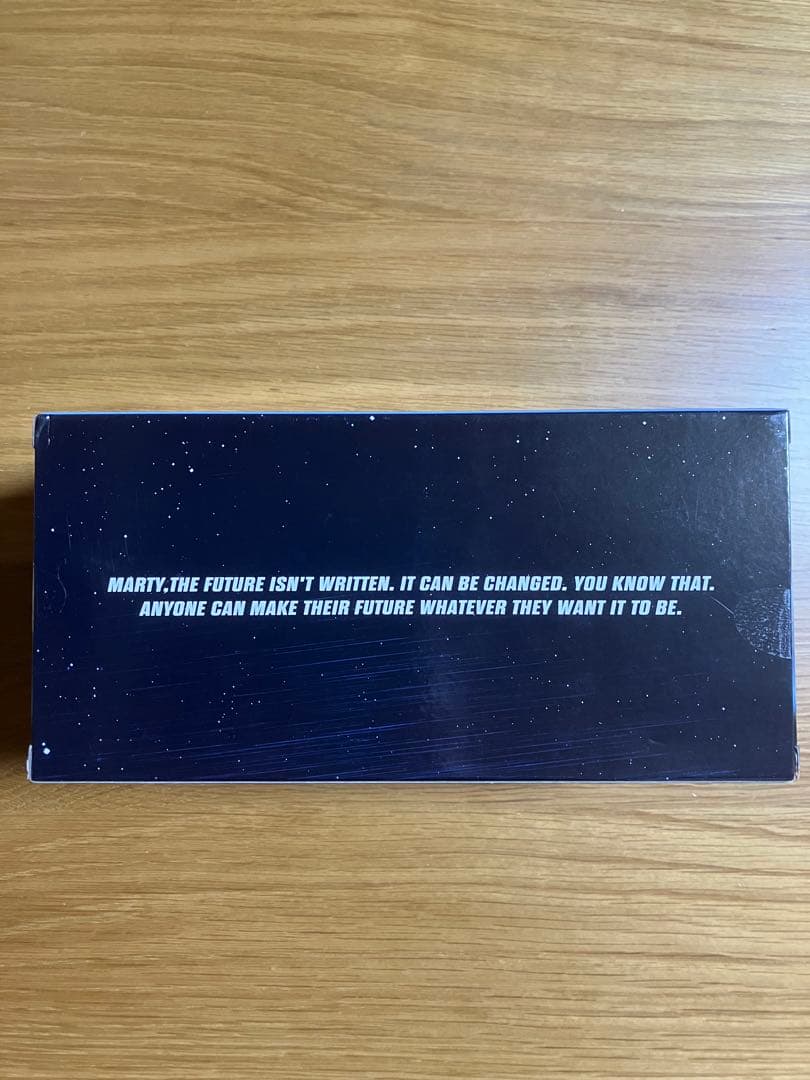 MARTY,THE FUTURE ISN'T WRITTEN. IT CAN BE CHANGED. YOU KNOW THAT.
ANYONE CAN MAKE THEIR FUTURE WHATEVER THEY WANT IT TO BE.